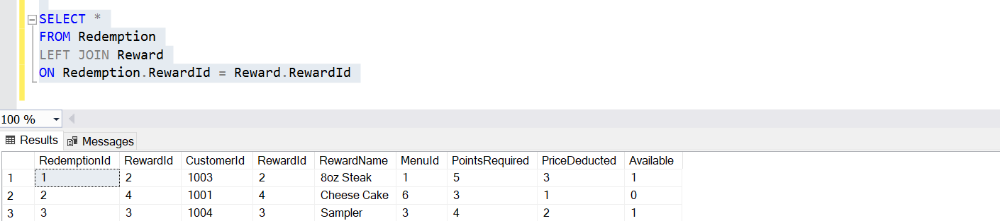 SELECT *
FROM Redemption
LEFT JOIN Reward
ON Redemption.RewardId = Reward.RewardId
100 %
Results Messages
RedemptionId RewardId CustomerId RewardId RewardName MenuId PointsRequired PriceDeducted Available
1 1 2 1003 2 8oz Steak 1 5 3 1
2 2 4 1001 4 Cheese Cake 6 3 1 0
3 3 3 1004 3 Sampler 3 4 2 1